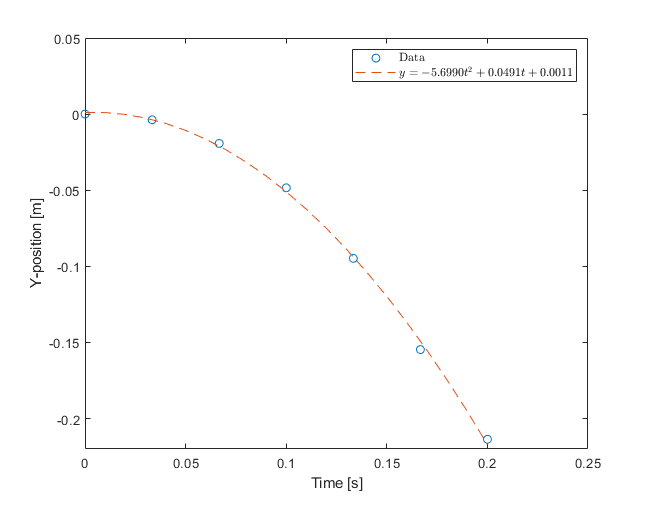 0.05
0
-0.05
-0.1
-0.15
-0.2
Y-position [m]
Data
y = −5.6990t² + 0.0491t + 0.0011
0 0.05 0.1 0.15 0.2 0.25
Time [s]